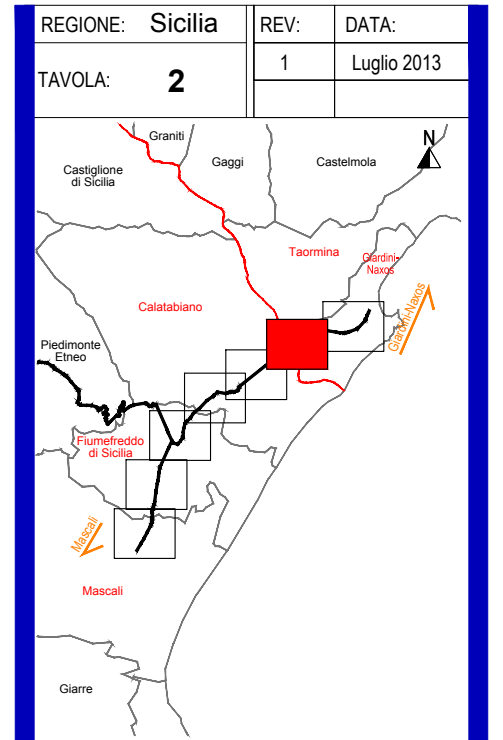 REGIONE: Sicilia REV: DATA:
1 Luglio 2013
TAVOLA: 2
Graniti
N
Castiglione
di Sicilia
Gaggi
Castelmola
Taormina
Giardini-
Naxos
Giardini-Naxos
Calatabiano
Piedimonte
Etneo
Fiumefreddo
di Sicilia
Mascali
Mascali
Giarre